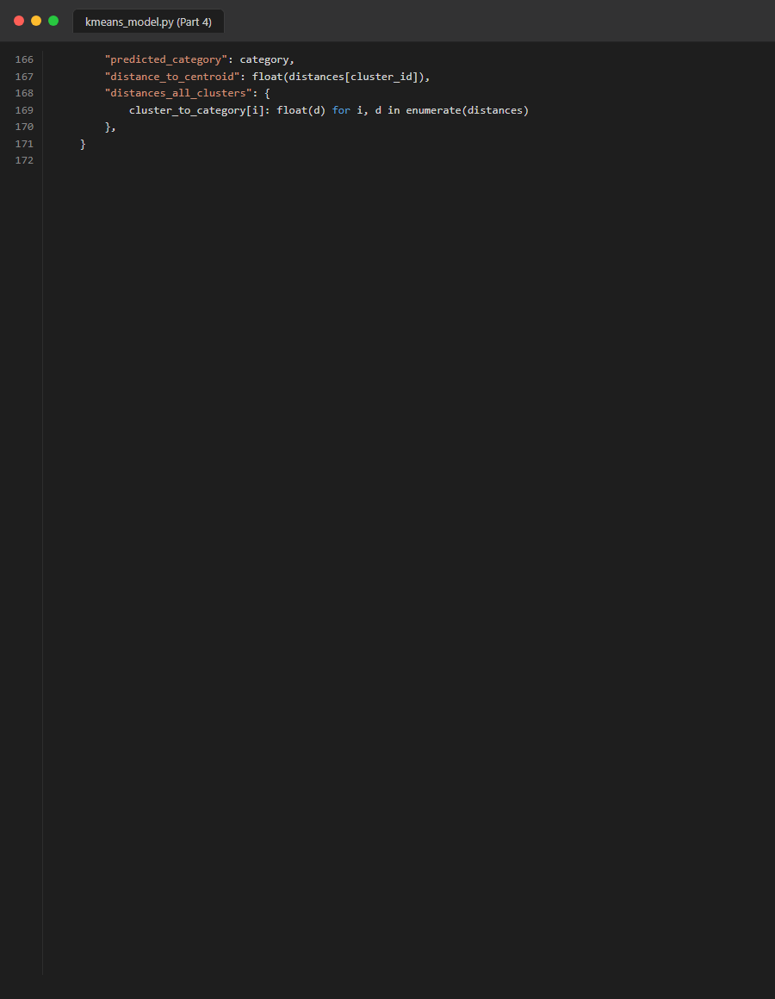 kmeans_model.py (Part 4)
166         "predicted_category": category,
167         "distance_to_centroid": float(distances[cluster_id]),
168         "distances_all_clusters": {
169             cluster_to_category[i]: float(d) for i, d in enumerate(distances)
170         },
171     }
172